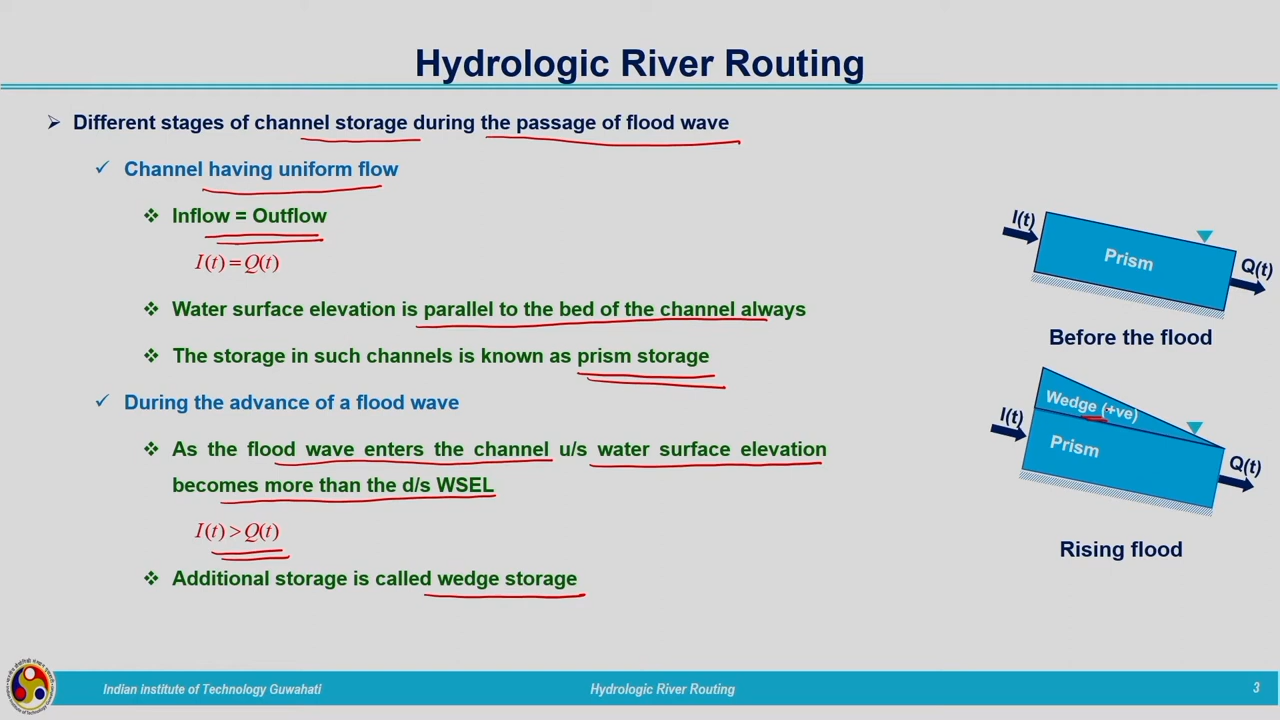 Hydrologic River Routing
➢ Different stages of channel storage during the passage of flood wave
✓ Channel having uniform flow
❖ Inflow = Outflow
I(t)=Q(t)
❖ Water surface elevation is parallel to the bed of the channel always
❖ The storage in such channels is known as prism storage
✓ During the advance of a flood wave
❖ As the flood wave enters the channel u/s water surface elevation
becomes more than the d/s WSEL
I(t)>Q(t)
❖ Additional storage is called wedge storage
I(t)
Prism
Q(t)
Before the flood
Wedge (+ve)
I(t)
Prism
Q(t)
Rising flood
Indian institute of Technology Guwahati
Hydrologic River Routing
3